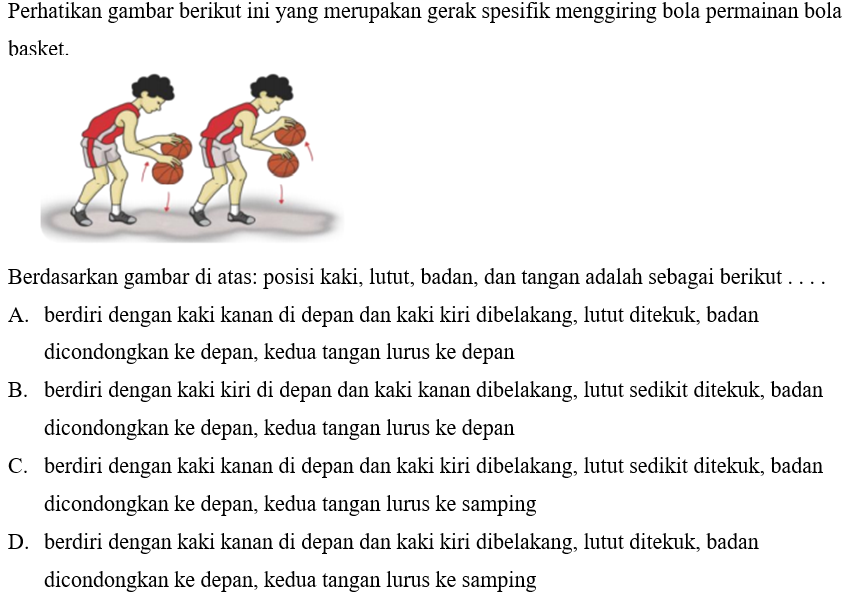 Perhatikan gambar berikut ini yang merupakan gerak spesifik menggiring bola permainan bola
basket.
Berdasarkan gambar di atas: posisi kaki, lutut, badan, dan tangan adalah sebagai berikut . . . .
A. berdiri dengan kaki kanan di depan dan kaki kiri dibelakang, lutut ditekuk, badan
dicondongkan ke depan, kedua tangan lurus ke depan
B. berdiri dengan kaki kiri di depan dan kaki kanan dibelakang, lutut sedikit ditekuk, badan
dicondongkan ke depan, kedua tangan lurus ke depan
C. berdiri dengan kaki kanan di depan dan kaki kiri dibelakang, lutut sedikit ditekuk, badan
dicondongkan ke depan, kedua tangan lurus ke samping
D. berdiri dengan kaki kanan di depan dan kaki kiri dibelakang, lutut ditekuk, badan
dicondongkan ke depan, kedua tangan lurus ke samping